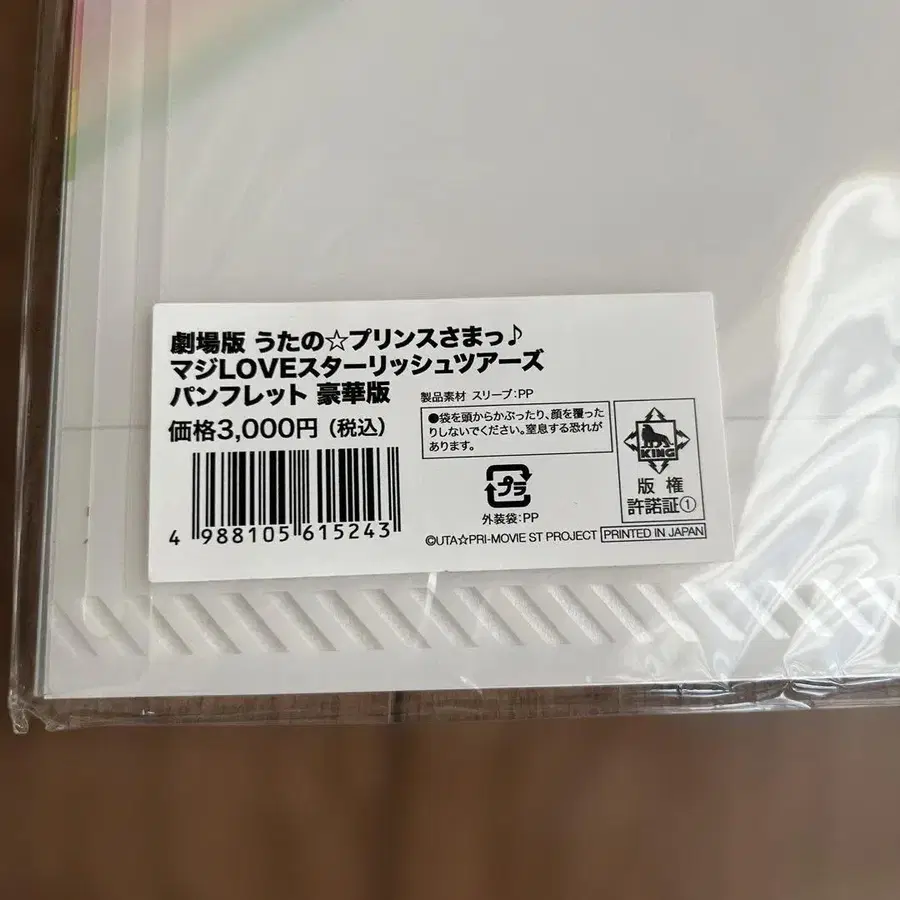 劇場版 うたの☆プリンスさまっ♪
マジLOVEスターリッシュツアーズ
パンフレット 豪華版
価格3,000円（税込）
4 988105 615243
製品素材 スリーブ:PP
●袋を頭からかぶったり、顔を覆った
りしないでください。窒息する恐れが
あります。
プラ
外装袋:PP
KING
版権
許諾証①
©UTA☆PRI-MOVIE ST PROJECT
PRINTED IN JAPAN